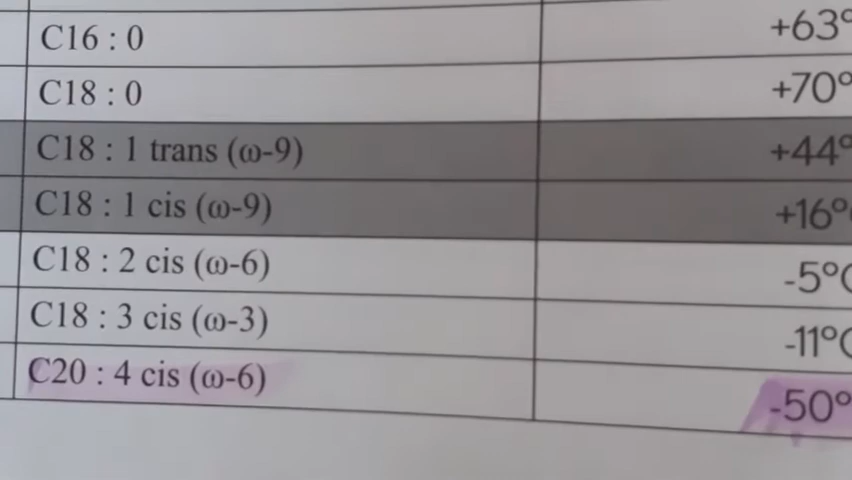 C16 : 0 +63°
C18 : 0 +70°
C18 : 1 trans (ω-9) +44°
C18 : 1 cis (ω-9) +16°
C18 : 2 cis (ω-6) -5°C
C18 : 3 cis (ω-3) -11°C
C20 : 4 cis (ω-6) -50°